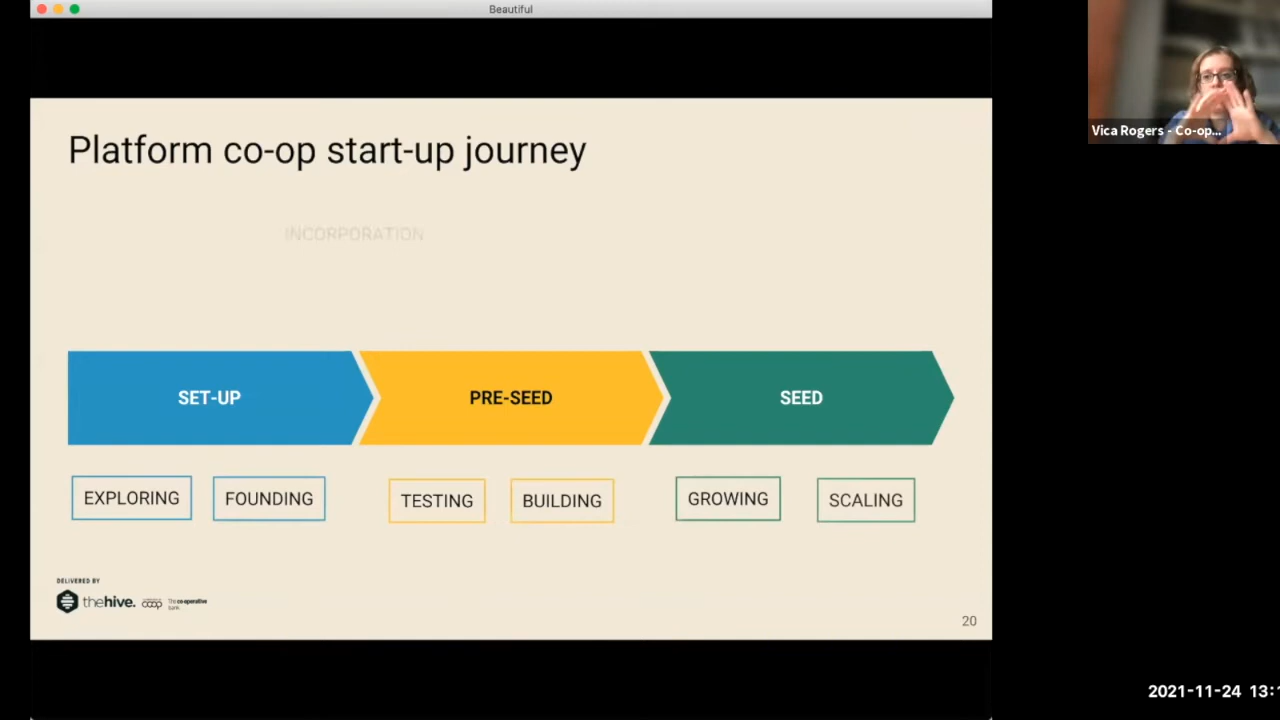 Beautiful
Platform co-op start-up journey
INCORPORATION
SET-UP
PRE-SEED
SEED
EXPLORING
FOUNDING
TESTING
BUILDING
GROWING
SCALING
DELIVERED BY
thehive.
coop
The co-operative
bank
20
Vica Rogers - Co-op...
2021-11-24 13: